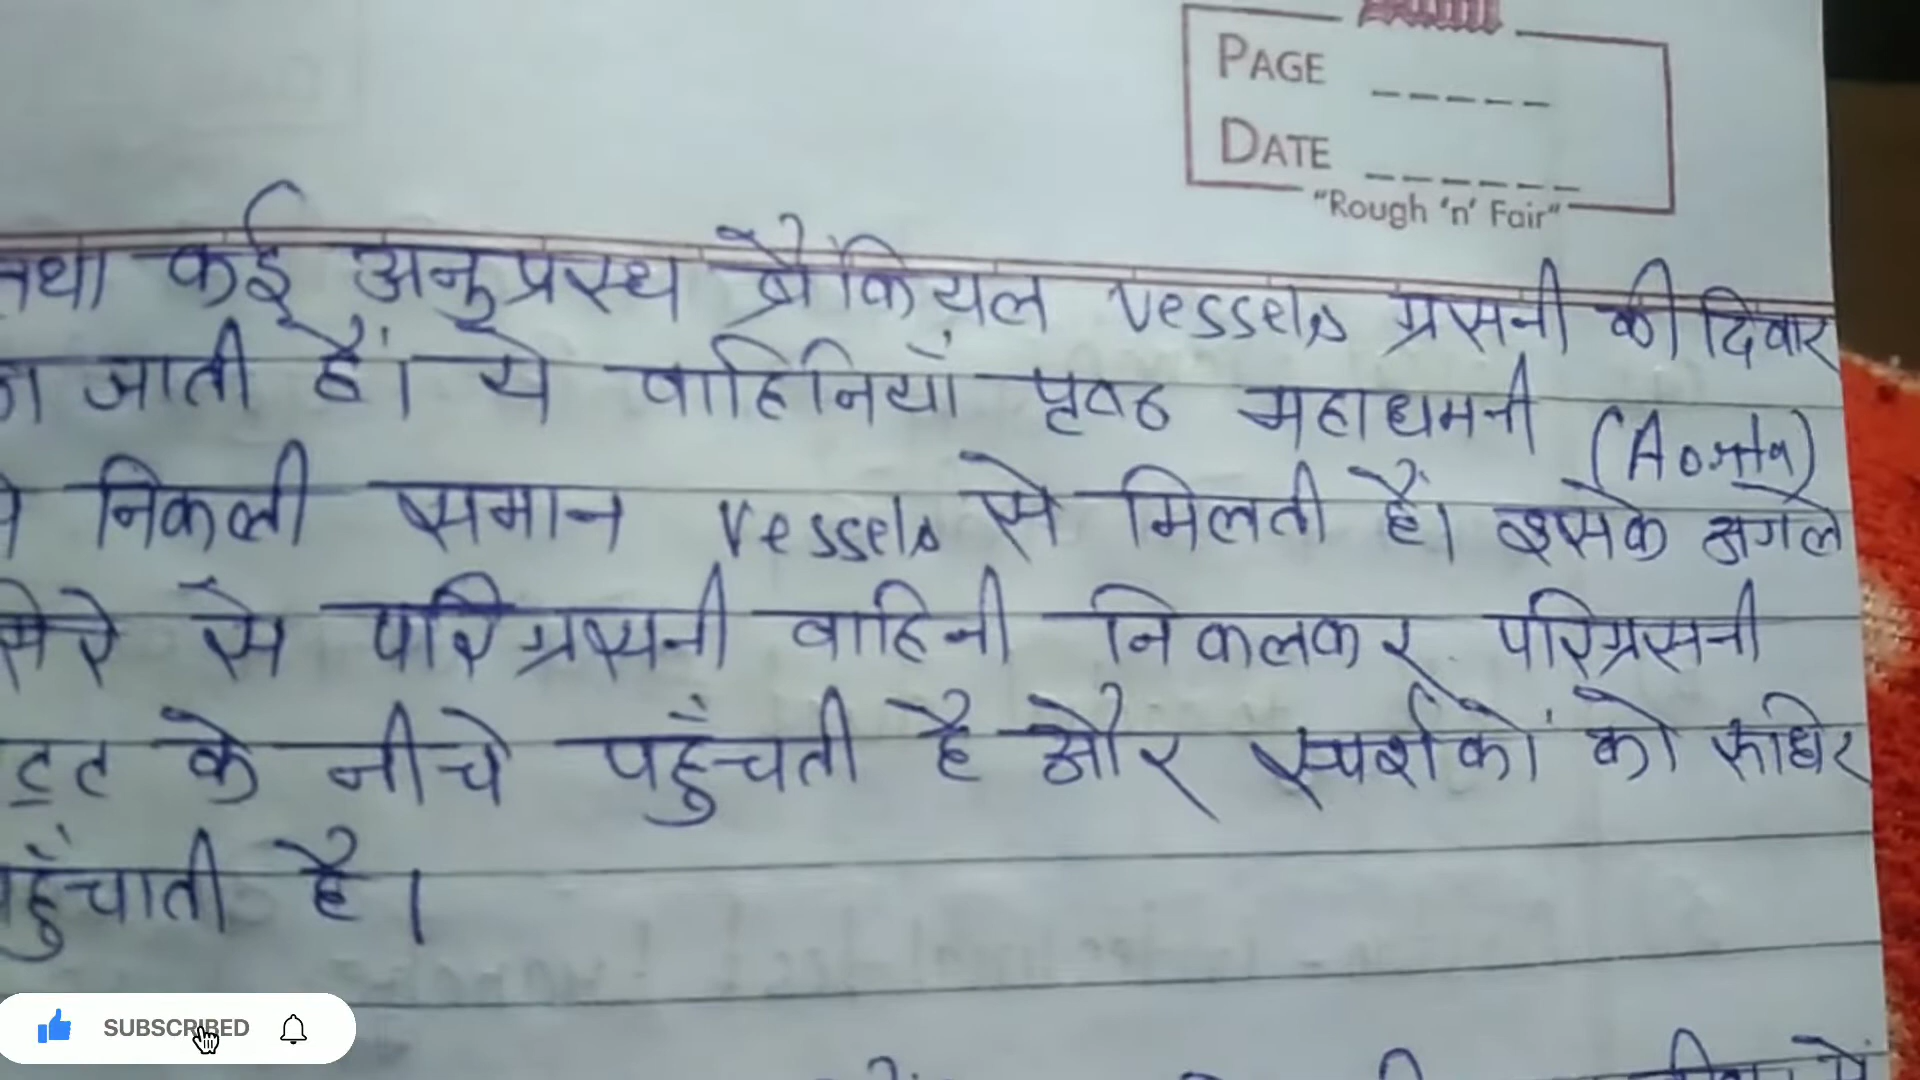 PAGE
DATE
"Rough 'n' Fair"
तथा कई अनुप्रस्थ ब्रैंकियल vessels ग्रसनी की दिवार
जाती हैं। ये वाहिनियाँ पृष्ठ महाधमनी (Aorta)
निकली समान vessels से मिलती है। इसके अगले
सिरे से परिग्रसनी वाहिनी निकलकर परिग्रसनी
के नीचे पहुँचती है और स्पर्शकों को रूधिर
पहुँचाती है।
SUBSCRIBED